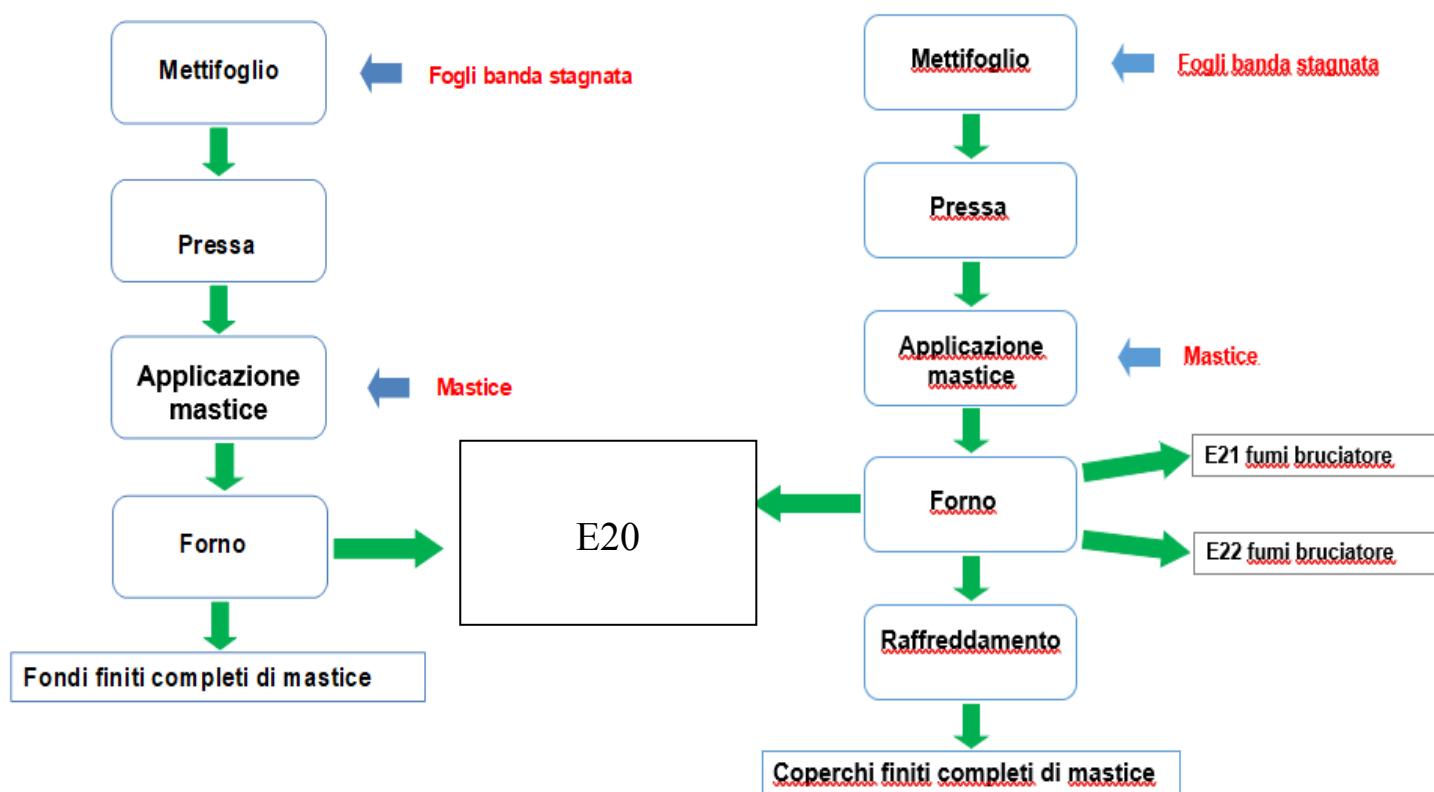 Mettifoglio
Fogli banda stagnata
Pressa
Applicazione
mastice
Mastice
Forno
E20
Fondi finiti completi di mastice
Mettifoglio
Fogli banda stagnata
Pressa
Applicazione
mastice
Mastice
Forno
E21 fumi bruciatore
E22 fumi bruciatore
Raffreddamento
Coperchi finiti completi di mastice